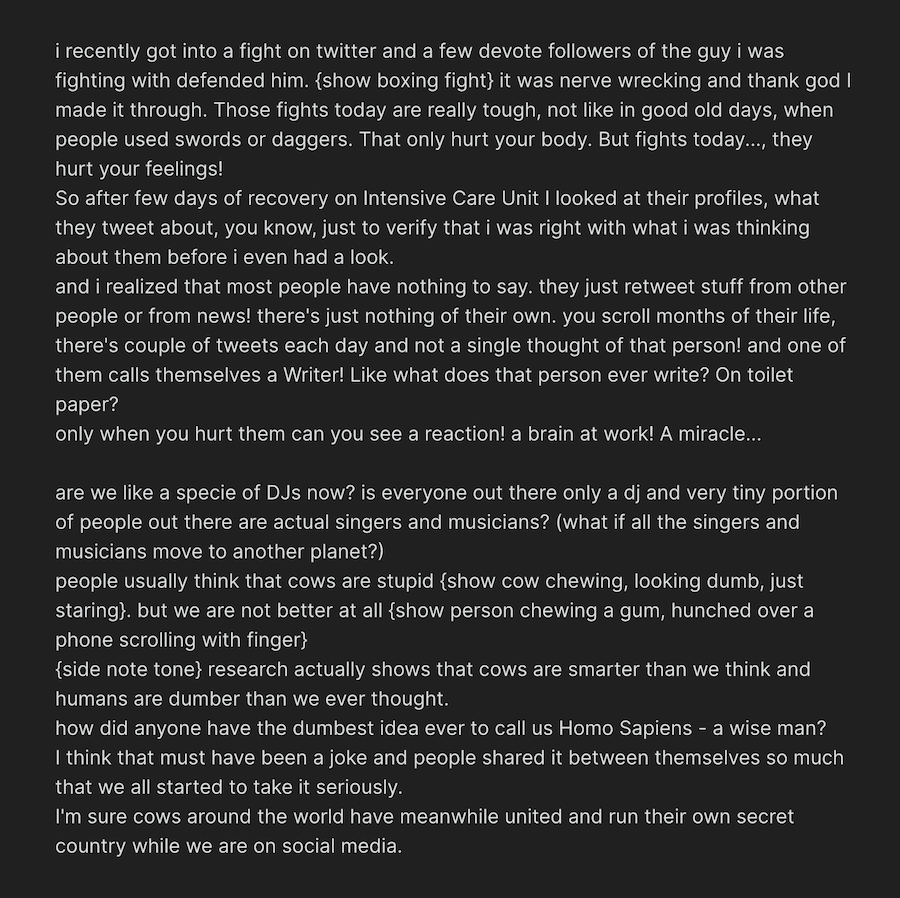 i recently got into a fight on twitter and a few devote followers of the guy i was
fighting with defended him. {show boxing fight} it was nerve wrecking and thank god I
made it through. Those fights today are really tough, not like in good old days, when
people used swords or daggers. That only hurt your body. But fights today..., they
hurt your feelings!
So after few days of recovery on Intensive Care Unit I looked at their profiles, what
they tweet about, you know, just to verify that i was right with what i was thinking
about them before i even had a look.
and i realized that most people have nothing to say. they just retweet stuff from other
people or from news! there's just nothing of their own. you scroll months of their life,
there's couple of tweets each day and not a single thought of that person! and one of
them calls themselves a Writer! Like what does that person ever write? On toilet
paper?
only when you hurt them can you see a reaction! a brain at work! A miracle...
are we like a specie of DJs now? is everyone out there only a dj and very tiny portion
of people out there are actual singers and musicians? (what if all the singers and
musicians move to another planet?)
people usually think that cows are stupid {show cow chewing, looking dumb, just
staring}. but we are not better at all {show person chewing a gum, hunched over a
phone scrolling with finger}
{side note tone} research actually shows that cows are smarter than we think and
humans are dumber than we ever thought.
how did anyone have the dumbest idea ever to call us Homo Sapiens - a wise man?
I think that must have been a joke and people shared it between themselves so much
that we all started to take it seriously.
I'm sure cows around the world have meanwhile united and run their own secret
country while we are on social media.